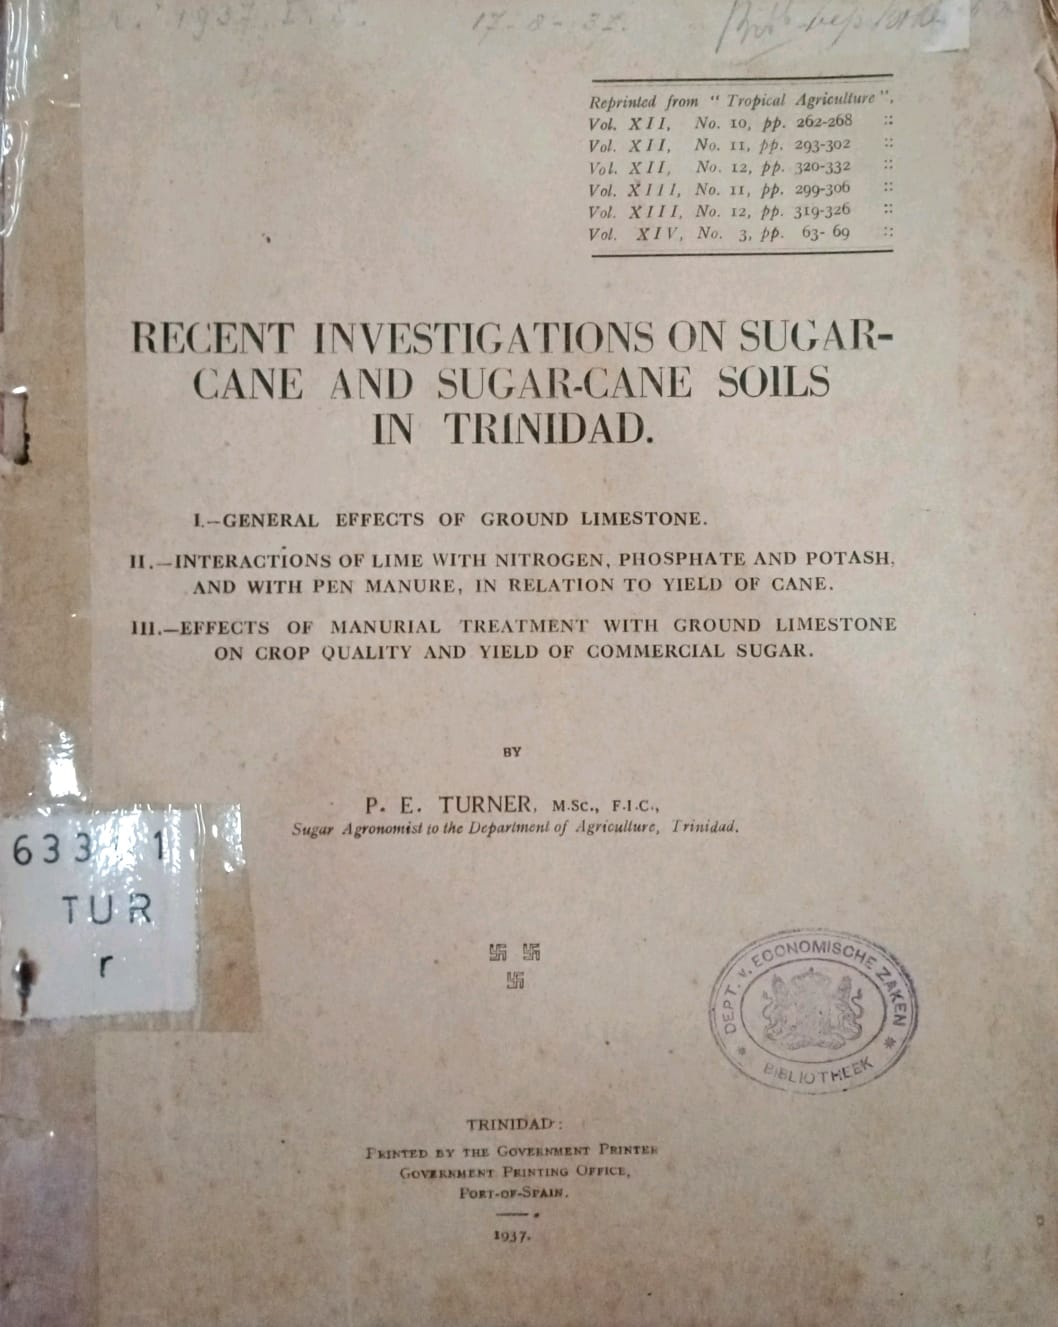 1937
17-8-37.
Reprinted from "Tropical Agriculture",
Vol. XII, No. 10, pp. 262-268 ::
Vol. XII, No. 11, pp. 293-302 ::
Vol. XII, No. 12, pp. 320-332 ::
Vol. XIII, No. 11, pp. 299-306 ::
Vol. XIII, No. 12, pp. 319-326 ::
Vol. XIV, No. 3, pp. 63- 69 ::
RECENT INVESTIGATIONS ON SUGAR-
CANE AND SUGAR-CANE SOILS
IN TRINIDAD.
I.—GENERAL EFFECTS OF GROUND LIMESTONE.
II.—INTERACTIONS OF LIME WITH NITROGEN, PHOSPHATE AND POTASH,
AND WITH PEN MANURE, IN RELATION TO YIELD OF CANE.
III.—EFFECTS OF MANURIAL TREATMENT WITH GROUND LIMESTONE
ON CROP QUALITY AND YIELD OF COMMERCIAL SUGAR.
BY
P. E. TURNER, M.Sc., F.I.C.,
Sugar Agronomist to the Department of Agriculture, Trinidad.
TUR
r
卐 卐
卐
DEPT. v. ECONOMISCHE ZAKEN
BIBLIOTHEEK
TRINIDAD:
PRINTED BY THE GOVERNMENT PRINTER
GOVERNMENT PRINTING OFFICE,
PORT-OF-SPAIN.
1937.